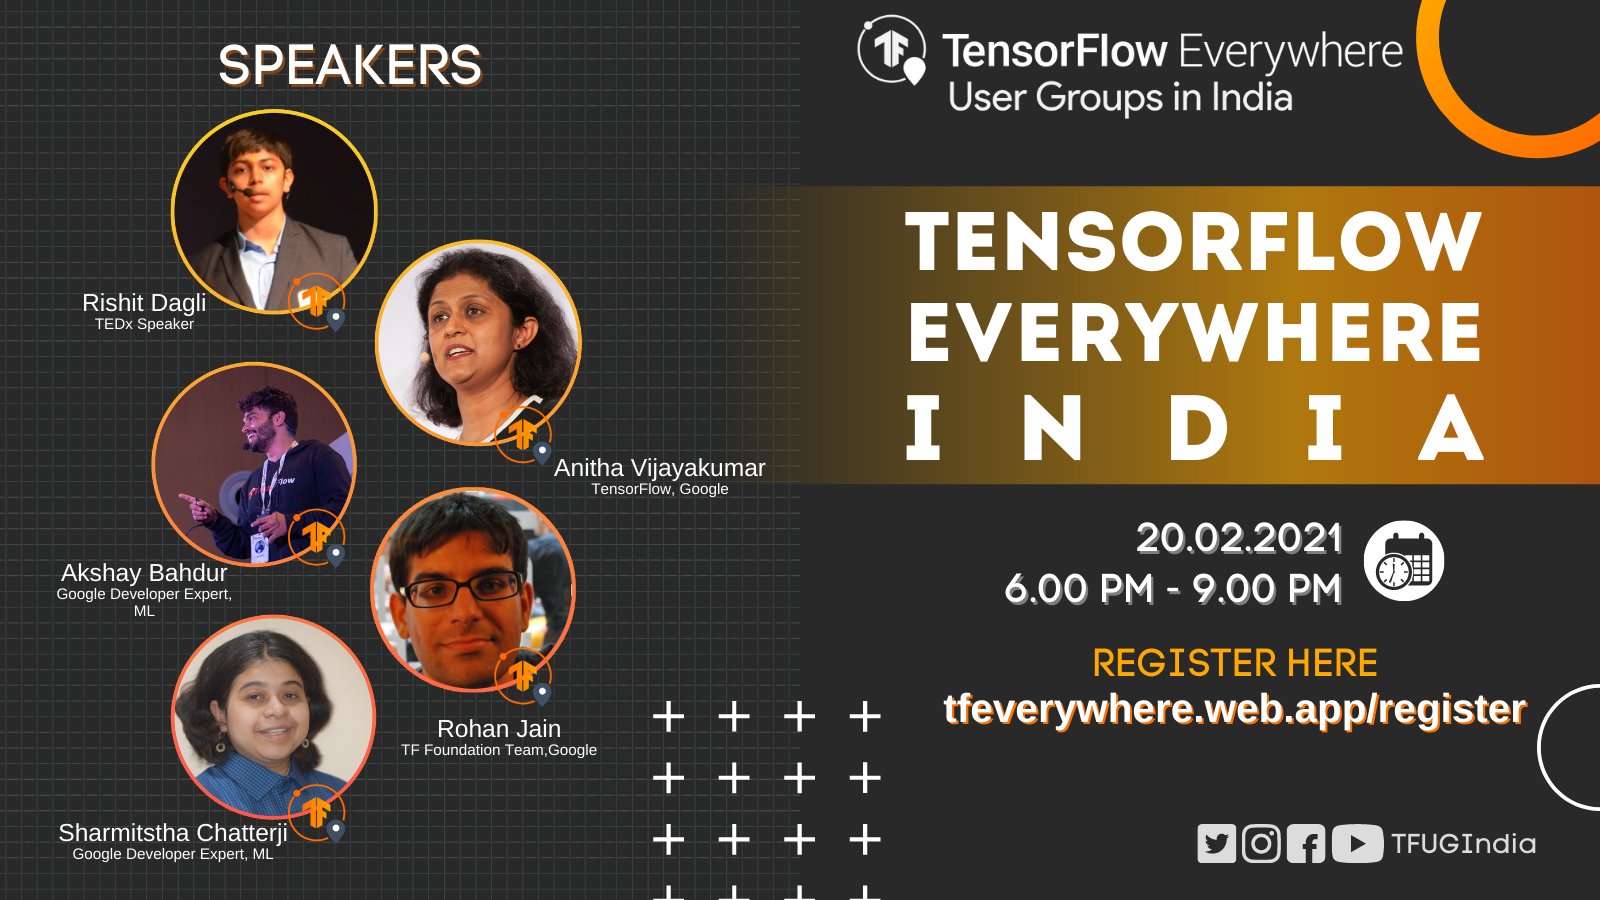 SPEAKERS
Rishit Dagli
TEDx Speaker
Anitha Vijayakumar
TensorFlow, Google
Akshay Bahdur
Google Developer Expert,
ML
Rohan Jain
TF Foundation Team,Google
Sharmitstha Chatterji
Google Developer Expert, ML
TensorFlow Everywhere
User Groups in India
TENSORFLOW
EVERYWHERE
INDIA
20.02.2021
6.00 PM - 9.00 PM
REGISTER HERE
tfeverywhere.web.app/register
TFUGIndia